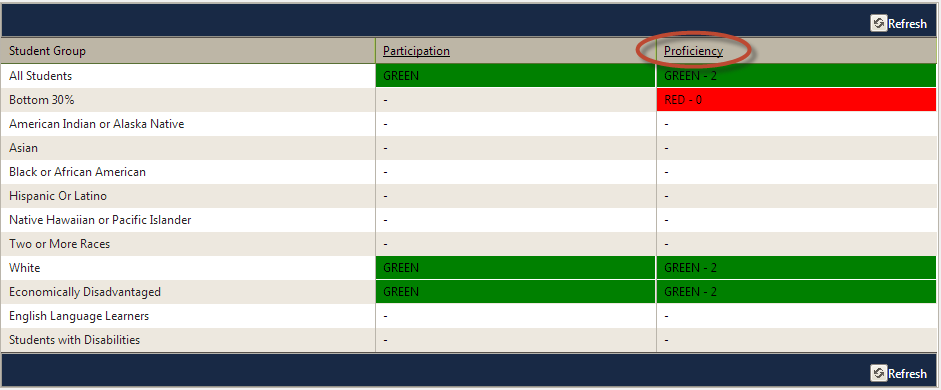 Refresh
Student Group Participation Proficiency
All Students GREEN GREEN - 2
Bottom 30% - RED - 0
American Indian or Alaska Native - -
Asian - -
Black or African American - -
Hispanic Or Latino - -
Native Hawaiian or Pacific Islander - -
Two or More Races - -
White GREEN GREEN - 2
Economically Disadvantaged GREEN GREEN - 2
English Language Learners - -
Students with Disabilities - -
Refresh